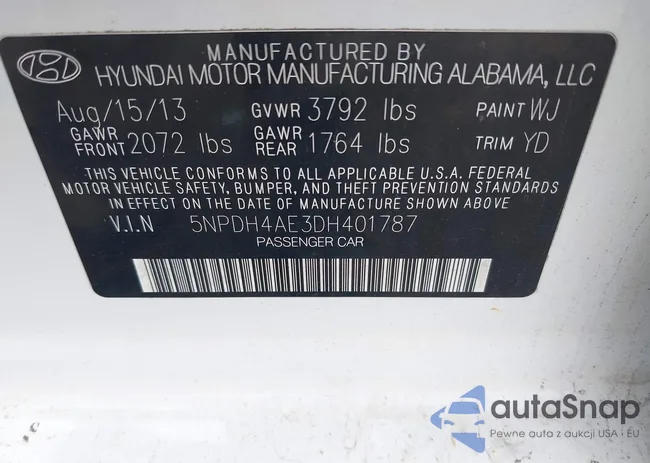 MANUFACTURED BY
HYUNDAI MOTOR MANUFACTURING ALABAMA, LLC
Aug/15/13 GVWR 3792 lbs PAINT WJ
GAWR FRONT 2072 lbs GAWR REAR 1764 lbs TRIM YD
THIS VEHICLE CONFORMS TO ALL APPLICABLE U.S.A. FEDERAL
MOTOR VEHICLE SAFETY, BUMPER, AND THEFT PREVENTION STANDARDS
IN EFFECT ON THE DATE OF MANUFACTURE SHOWN ABOVE.
V.I.N 5NPDH4AE3DH401787
PASSENGER CAR
autaSnap
Pewne auta z aukcji USA i EU